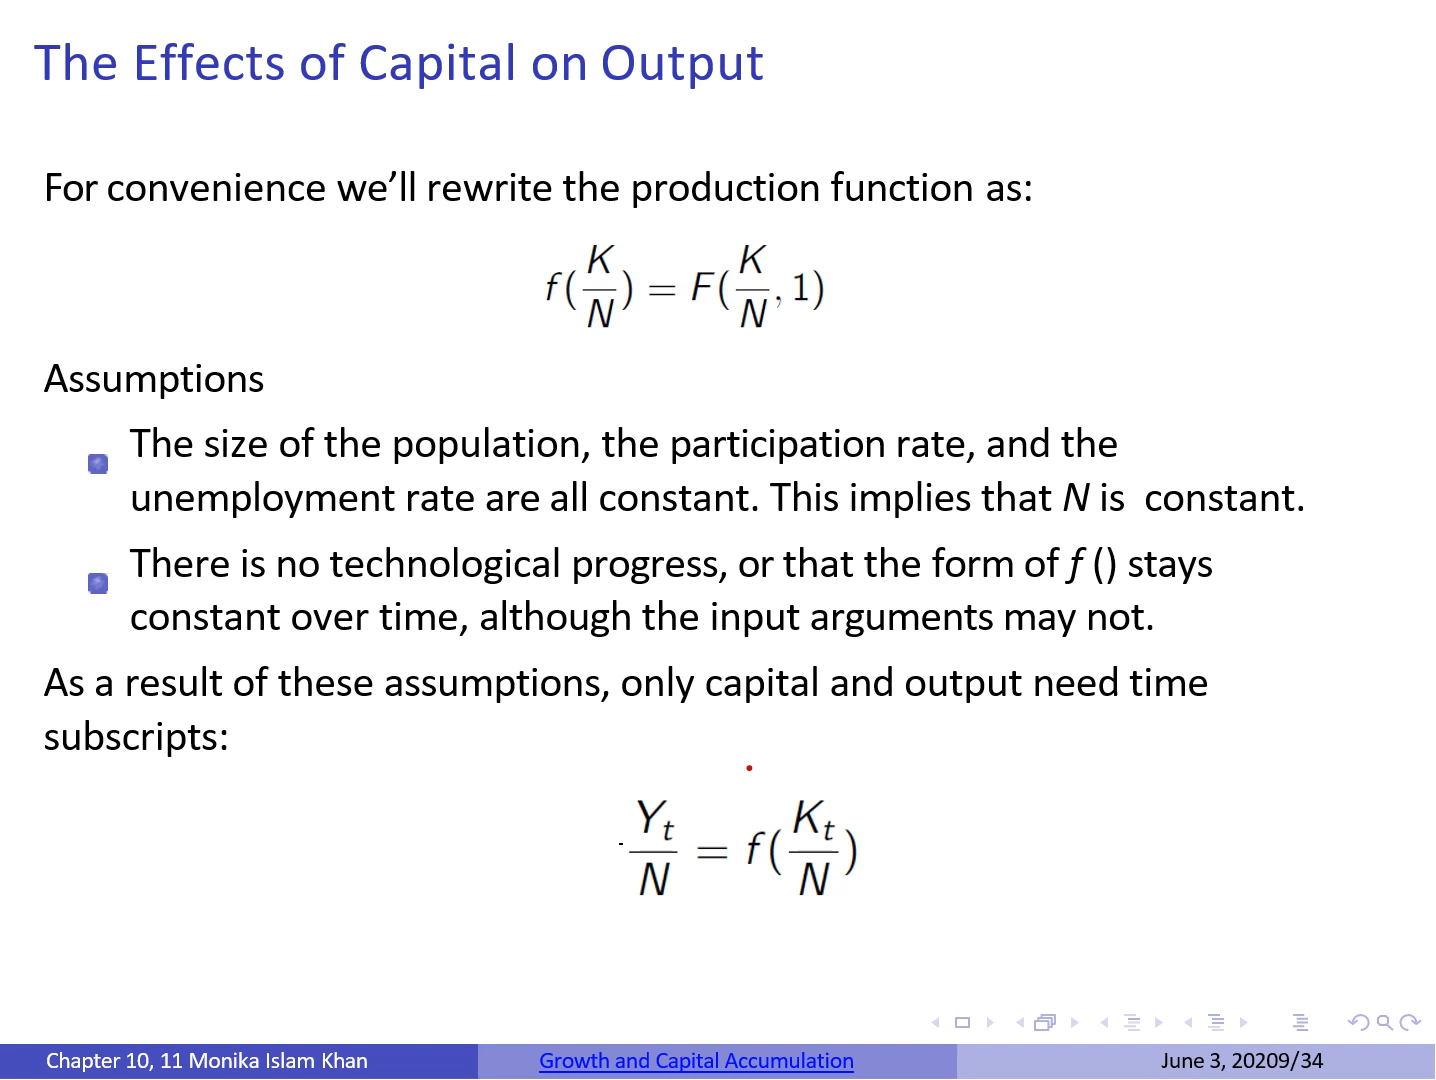 The Effects of Capital on Output
For convenience we’ll rewrite the production function as:
f(K/N) = F(K/N, 1)
Assumptions
The size of the population, the participation rate, and the
unemployment rate are all constant. This implies that N is constant.
There is no technological progress, or that the form of f () stays
constant over time, although the input arguments may not.
As a result of these assumptions, only capital and output need time
subscripts:
Y_t/N = f(K_t/N)
Chapter 10, 11 Monika Islam Khan
Growth and Capital Accumulation
June 3, 20209/34